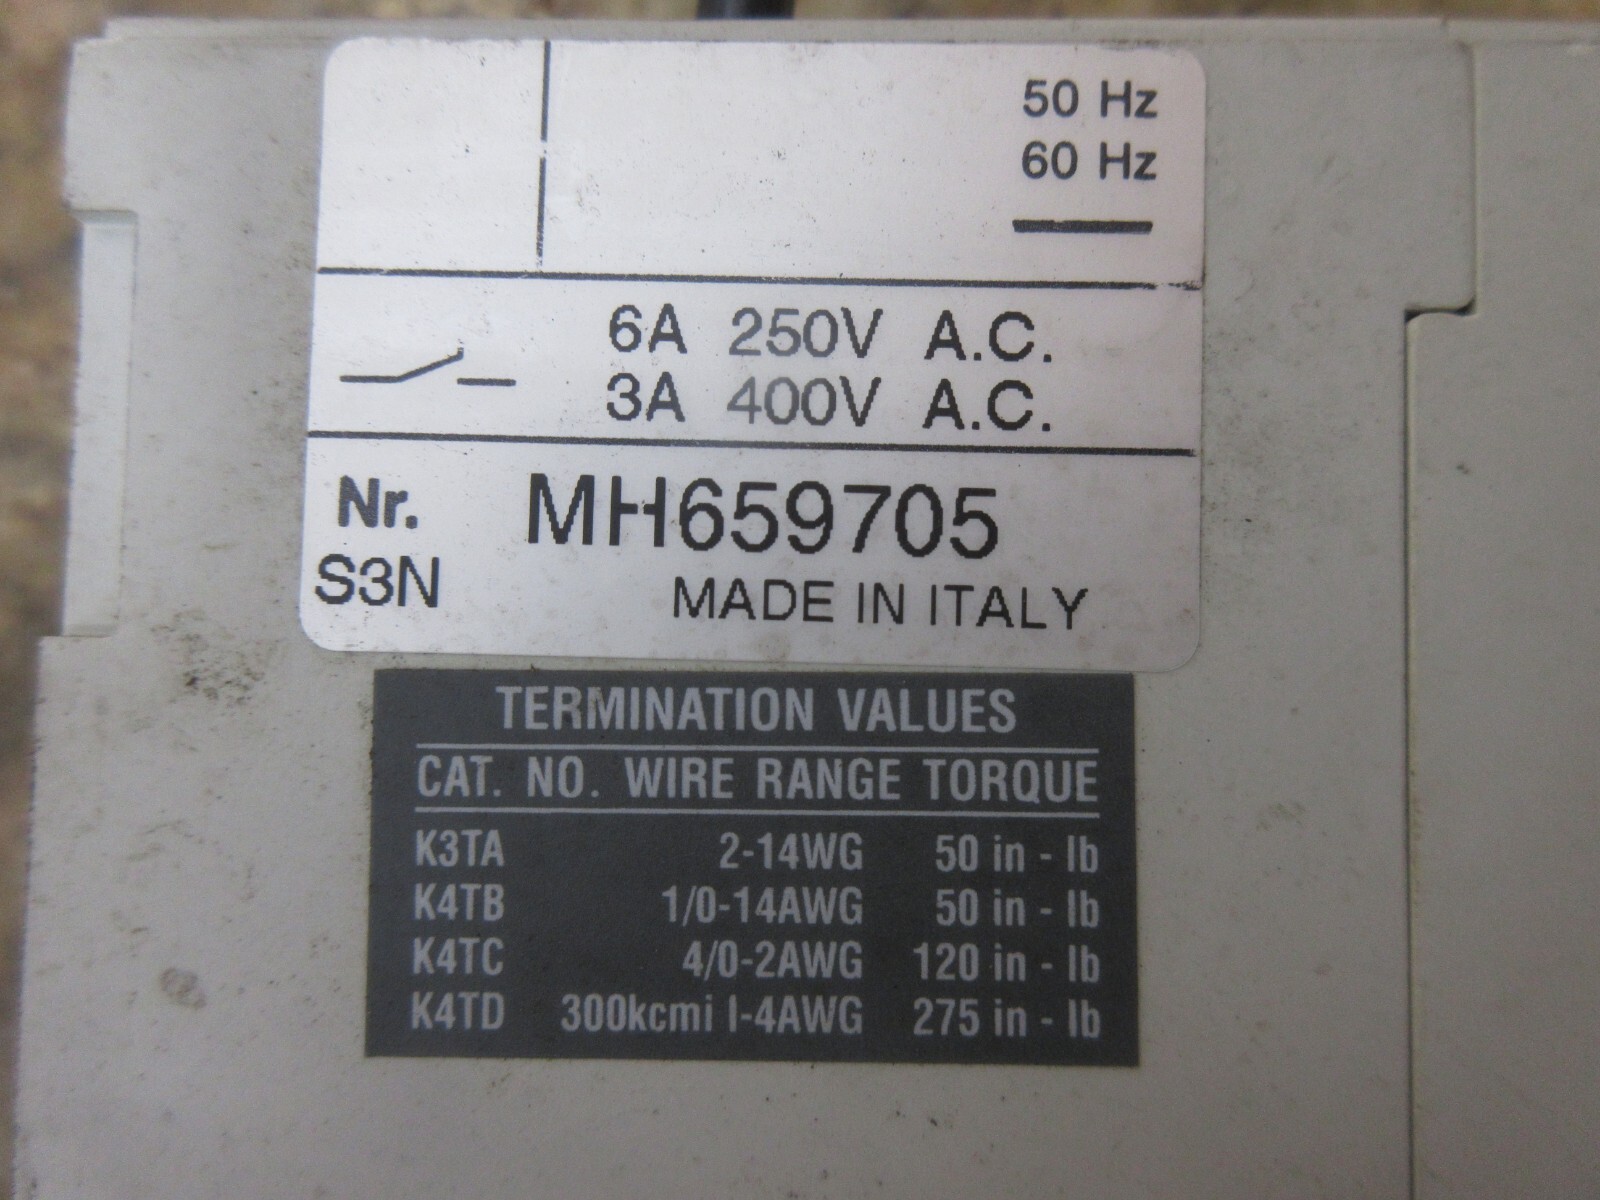 50 Hz
60 Hz
6A 250V A.C.
3A 400V A.C.
Nr. MH659705
S3N MADE IN ITALY
TERMINATION VALUES
CAT. NO. WIRE RANGE TORQUE
K3TA 2-14WG 50 in - lb
K4TB 1/0-14AWG 50 in - lb
K4TC 4/0-2AWG 120 in - lb
K4TD 300kcmi l-4AWG 275 in - lb